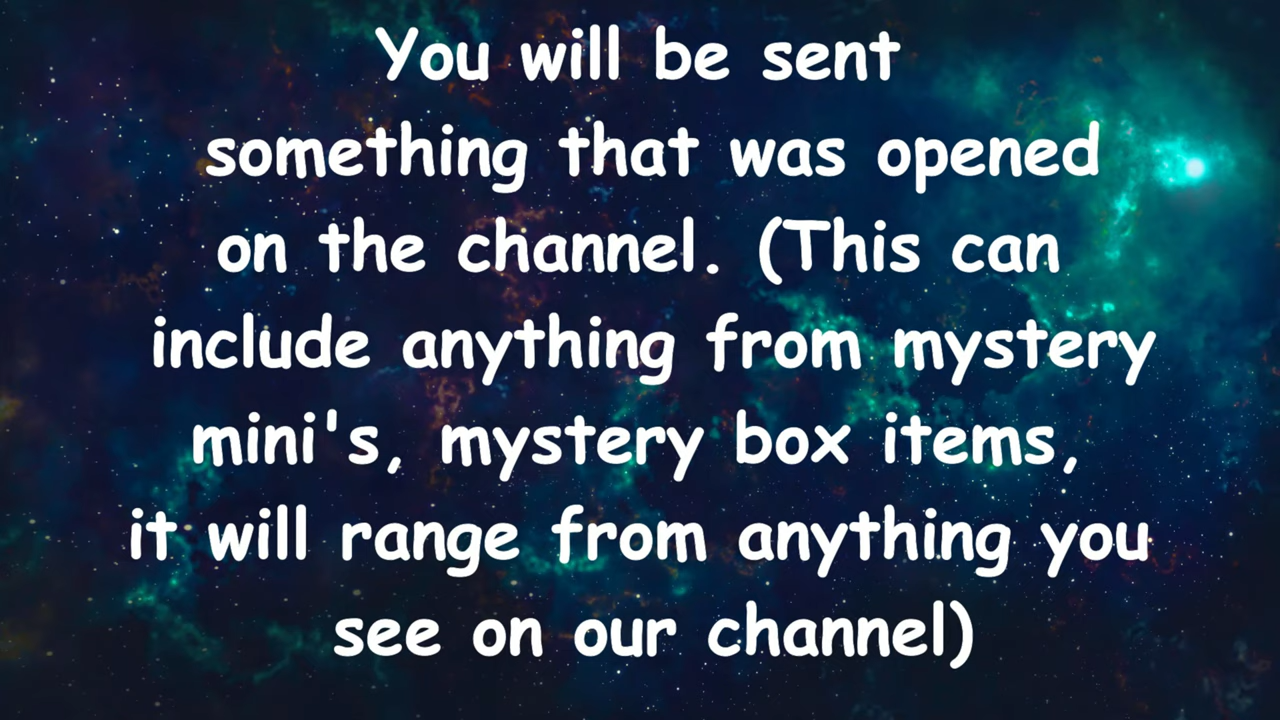 You will be sent
something that was opened
on the channel. (This can
include anything from mystery
mini's, mystery box items,
it will range from anything you
see on our channel)